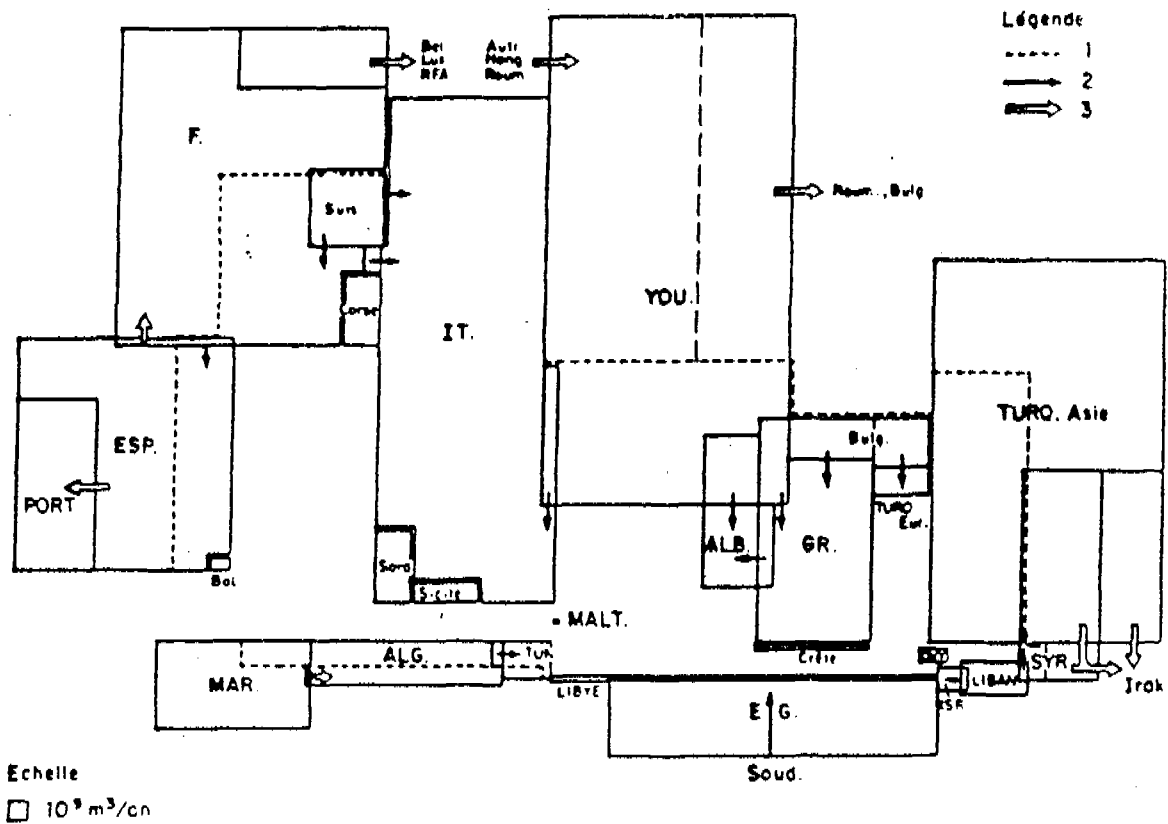 Légende
1
2
3
Bel
Lux
RFA
Autr
Hong
Roum
F.
Roum., Bulg
Corse
IT.
YOU.
TURQ. Asie
ESP.
Bulg.
PORT
TURQ
Eur.
ALB.
GR.
Bal
Sard
Sicile
MALT.
Crète
MAR.
ALG.
TUN
LIBYE
E G.
Soud.
ISR
LIBAN
SYR
Irak
Echelle
10⁹ m³/an